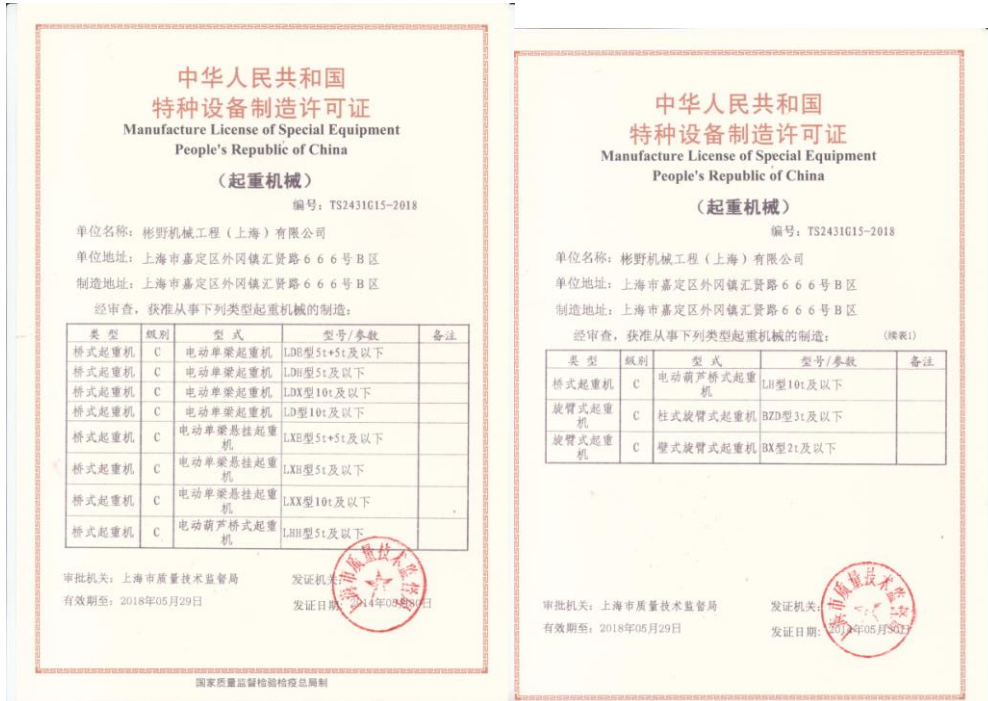 中华人民共和国
特种设备制造许可证
Manufacture License of Special Equipment
People's Republic of China
（起重机械）
编号：TS2431G15-2018
单位名称：彬野机械工程（上海）有限公司
单位地址：上海市嘉定区外冈镇汇贤路６６６号Ｂ区
制造地址：上海市嘉定区外冈镇汇贤路６６６号Ｂ区
经审查，获准从事下列类型起重机械的制造：
类 型 级别 型 式 型号/参数 备注
桥式起重机 C 电动单梁起重机 LDE型5t+5t及以下
桥式起重机 C 电动单梁起重机 LDH型5t及以下
桥式起重机 C 电动单梁起重机 LDX型10t及以下
桥式起重机 C 电动单梁起重机 LD型10t及以下
桥式起重机 C 电动单梁悬挂起重机 LXE型5t+5t及以下
桥式起重机 C 电动单梁悬挂起重机 LXH型5t及以下
桥式起重机 C 电动单梁悬挂起重机 LXX型10t及以下
桥式起重机 C 电动葫芦桥式起重机 LHH型5t及以下
审批机关：上海市质量技术监督局 发证机关：
有效期至：2018年05月29日 发证日期：2014年05月30日
国家质量监督检验检疫总局制
中华人民共和国
特种设备制造许可证
Manufacture License of Special Equipment
People's Republic of China
（起重机械）
编号：TS2431G15-2018
单位名称：彬野机械工程（上海）有限公司
单位地址：上海市嘉定区外冈镇汇贤路６６６号Ｂ区
制造地址：上海市嘉定区外冈镇汇贤路６６６号Ｂ区
经审查，获准从事下列类型起重机械的制造： （续表1）
类 型 级别 型 式 型号/参数 备注
桥式起重机 C 电动葫芦桥式起重机 LH型10t及以下
旋臂式起重机 C 柱式旋臂式起重机 BZD型3t及以下
旋臂式起重机 C 壁式旋臂式起重机 BX型2t及以下
审批机关：上海市质量技术监督局 发证机关：
有效期至：2018年05月29日 发证日期：2014年05月30日